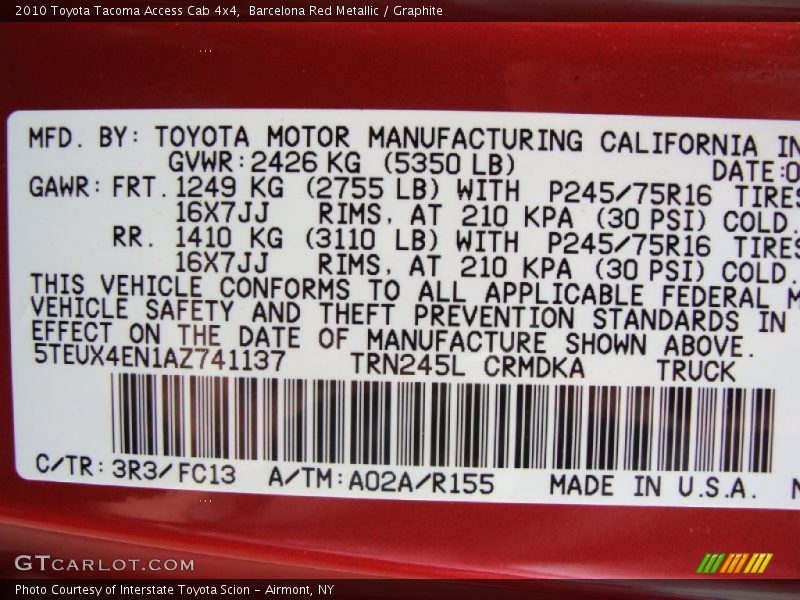 2010 Toyota Tacoma Access Cab 4x4,  Barcelona Red Metallic / Graphite
MFD. BY: TOYOTA MOTOR MANUFACTURING CALIFORNIA IN
GVWR: 2426 KG (5350 LB) DATE:0
GAWR: FRT. 1249 KG (2755 LB) WITH P245/75R16 TIRES
16X7JJ RIMS, AT 210 KPA (30 PSI) COLD.
RR. 1410 KG (3110 LB) WITH P245/75R16 TIRES
16X7JJ RIMS, AT 210 KPA (30 PSI) COLD.
THIS VEHICLE CONFORMS TO ALL APPLICABLE FEDERAL M
VEHICLE SAFETY AND THEFT PREVENTION STANDARDS IN
EFFECT ON THE DATE OF MANUFACTURE SHOWN ABOVE.
5TEUX4EN1AZ741137 TRN245L CRMDKA TRUCK
C/TR: 3R3/FC13 A/TM: A02A/R155 MADE IN U.S.A.
GTCARLOT.COM
Photo Courtesy of Interstate Toyota Scion - Airmont, NY